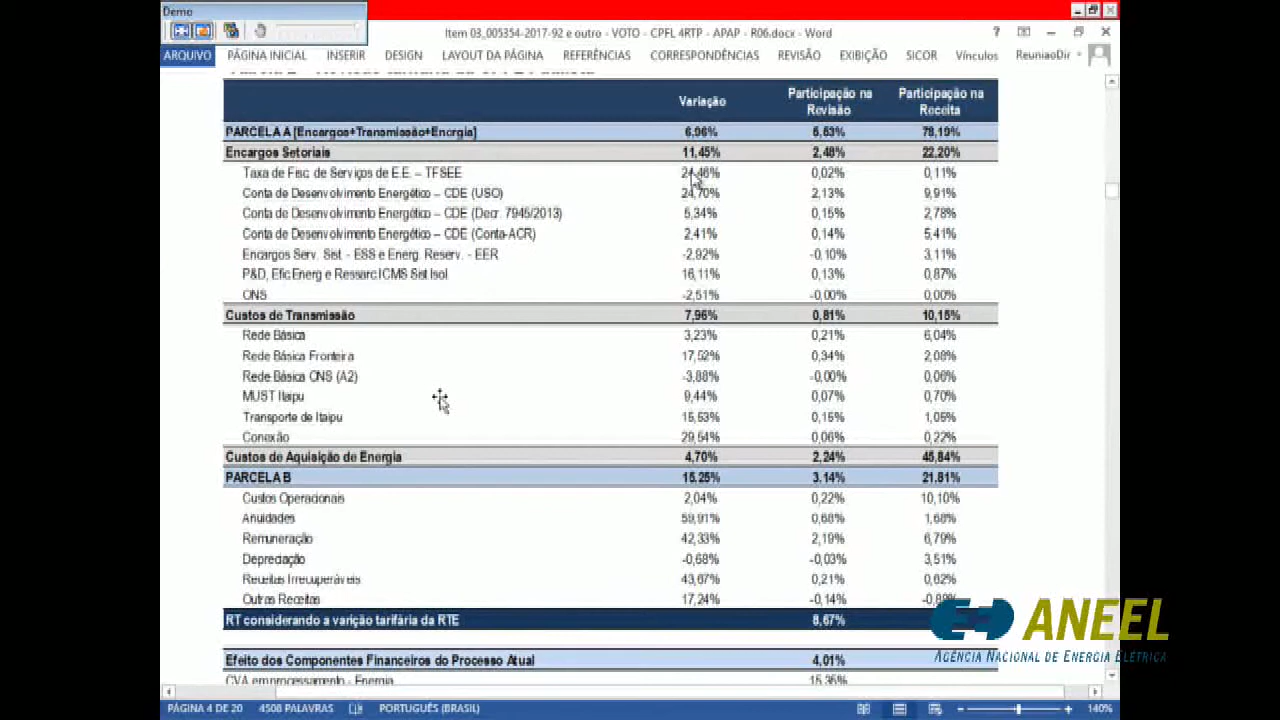 Demo
Item 03_005354-2017-92 e outro - VOTO - CPFL 4RTP - APAP - R06.docx - Word
ARQUIVO PÁGINA INICIAL INSERIR DESIGN LAYOUT DA PÁGINA REFERÊNCIAS CORRESPONDÊNCIAS REVISÃO EXIBIÇÃO SICOR Vínculos ReuniaoDir
Variação Participação na Revisão Participação na Receita
PARCELA A [Encargos+Transmissão+Energia] 6,96% 5,53% 78,19%
Encargos Setoriais 11,45% 2,48% 22,20%
Taxa de Fisc. de Serviços de E.E. – TFSEE 24,46% 0,02% 0,11%
Conta de Desenvolvimento Energético – CDE (USO) 24,70% 2,13% 9,91%
Conta de Desenvolvimento Energético – CDE (Decr. 7945/2013) 5,34% 0,15% 2,78%
Conta de Desenvolvimento Energético – CDE (Conta-ACR) 2,41% 0,14% 5,41%
Encargos Serv. Sist. - ESS e Energ. Reserv. - EER -2,92% -0,10% 3,11%
P&D, Efic.Energ e Ressarc.ICMS Sist.Isol 16,11% 0,13% 0,87%
ONS -2,51% -0,00% 0,00%
Custos de Transmissão 7,96% 0,81% 10,15%
Rede Básica 3,23% 0,21% 6,04%
Rede Básica Fronteira 17,52% 0,34% 2,08%
Rede Básica ONS (A2) -3,88% -0,00% 0,06%
MUST Itaipu 9,44% 0,07% 0,70%
Transporte de Itaipu 15,53% 0,15% 1,05%
Conexão 29,54% 0,06% 0,22%
Custos de Aquisição de Energia 4,70% 2,24% 45,84%
PARCELA B 15,25% 3,14% 21,81%
Custos Operacionais 2,04% 0,22% 10,10%
Anuidades 59,91% 0,68% 1,68%
Remuneração 42,33% 2,19% 6,79%
Depreciação -0,68% -0,03% 3,51%
Receitas Irrecuperáveis 43,67% 0,21% 0,62%
Outras Receitas 17,24% -0,14%
RT considerando a varição tarifária da RTE 8,67%
ANEEL
AGÊNCIA NACIONAL DE ENERGIA ELÉTRICA
Efeito dos Componentes Financeiros do Processo Atual 4,01%
CVA em processamento - Energia 15,35%
PÁGINA 4 DE 20 4508 PALAVRAS PORTUGUÊS (BRASIL) 140%